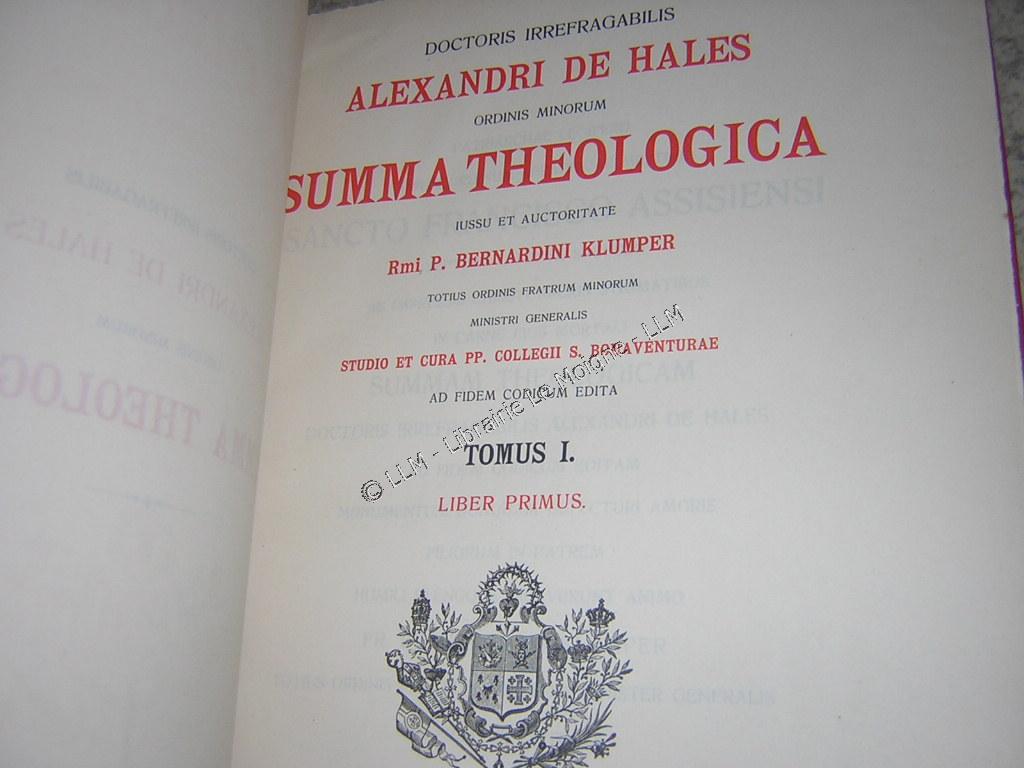 DOCTORIS IRREFRAGABILIS
ALEXANDRI DE HALES
ORDINIS MINORUM
SUMMA THEOLOGICA
IUSSU ET AUCTORITATE
Rmi P. BERNARDINI KLUMPER
TOTIUS ORDINIS FRATRUM MINORUM
MINISTRI GENERALIS
STUDIO ET CURA PP. COLLEGII S. BONAVENTURAE
AD FIDEM CODICUM EDITA
TOMUS I.
LIBER PRIMUS.
© LLM - Librairie Le Moigne - LLM